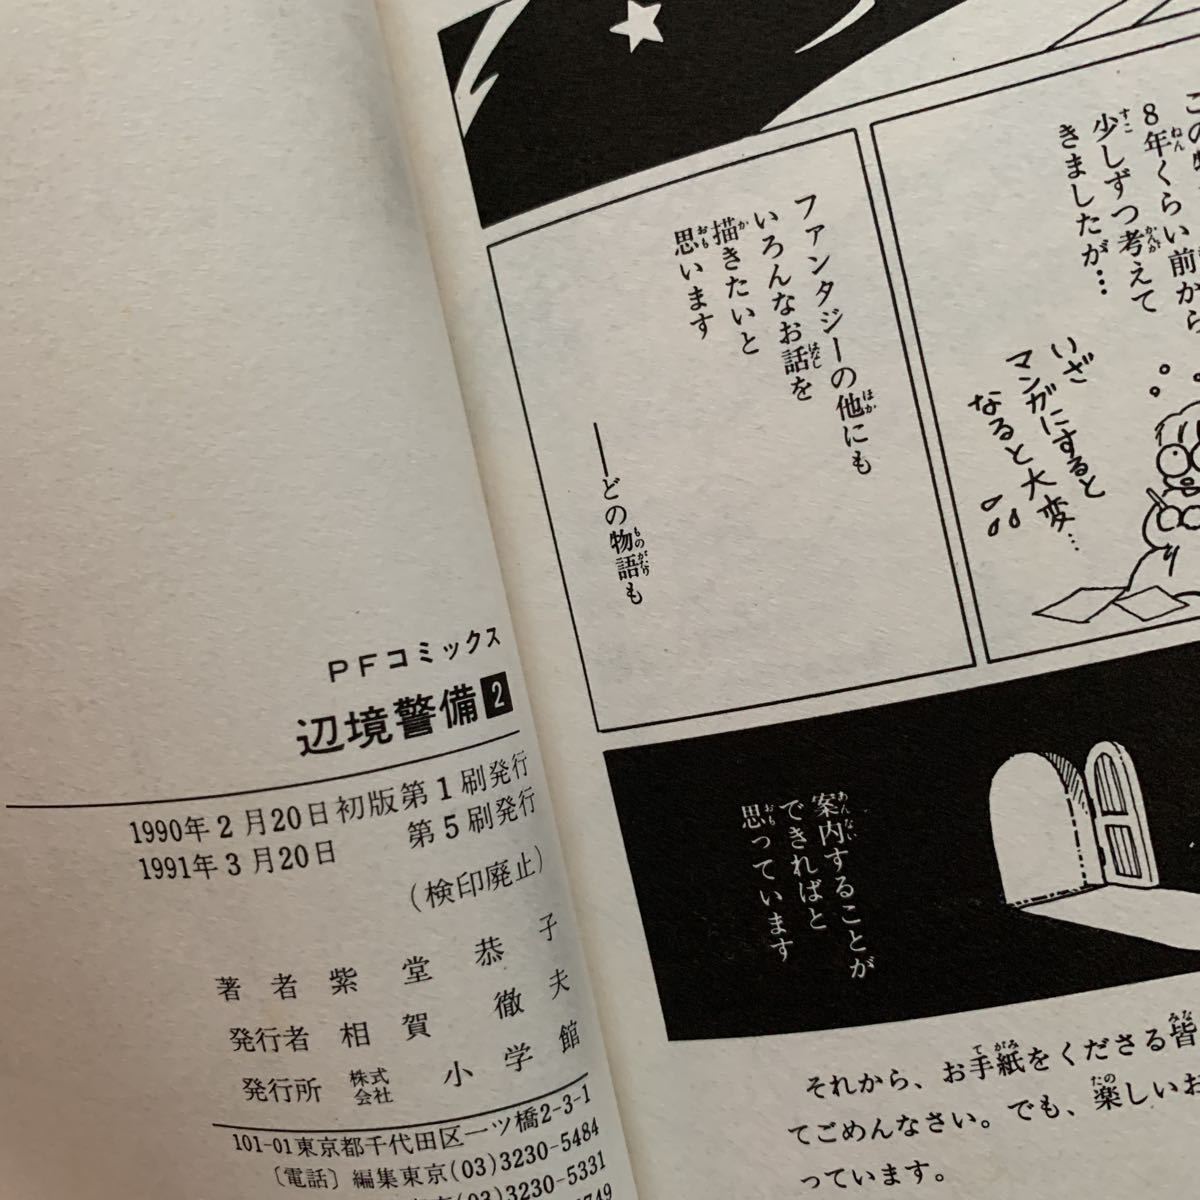 この
8年くらい前から
少しずつ考えて
きましたが…
いざ
マンガにすると
なると大変…
ファンタジーの他にも
いろんなお話を
描きたいと
思います
——どの物語も
案内することが
できればと
思っています
それから、お手紙をくださる皆
てごめんなさい。でも、楽しいお
っています。
PFコミックス
辺境警備2
1990年2月20日初版第1刷発行
1991年3月20日 第5刷発行
(検印廃止)
著者 紫堂恭子
発行者 相賀徹夫
発行所 株式会社 小学館
101-01東京都千代田区一ツ橋2-3-1
〔電話〕編集東京(03)3230-5484
(03)3230-5331
5749